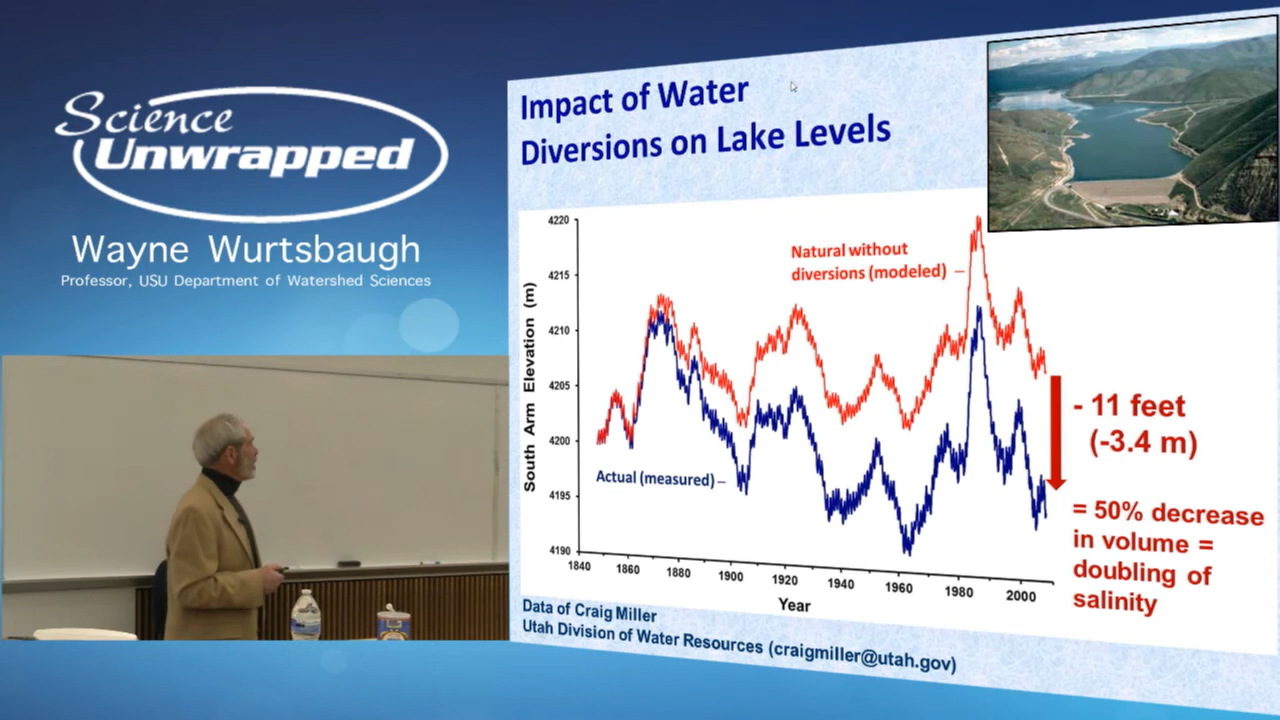 Science
Unwrapped
Wayne Wurtsbaugh
Professor, USU Department of Watershed Sciences
Impact of Water
Diversions on Lake Levels
South Arm Elevation (m)
4220
4215
4210
4205
4200
4195
4190
Natural without
diversions (modeled)
Actual (measured)
1840
1860
1880
1900
1920
1940
1960
1980
2000
Year
- 11 feet
(-3.4 m)
= 50% decrease
in volume =
doubling of
salinity
Data of Craig Miller
Utah Division of Water Resources (craigmiller@utah.gov)